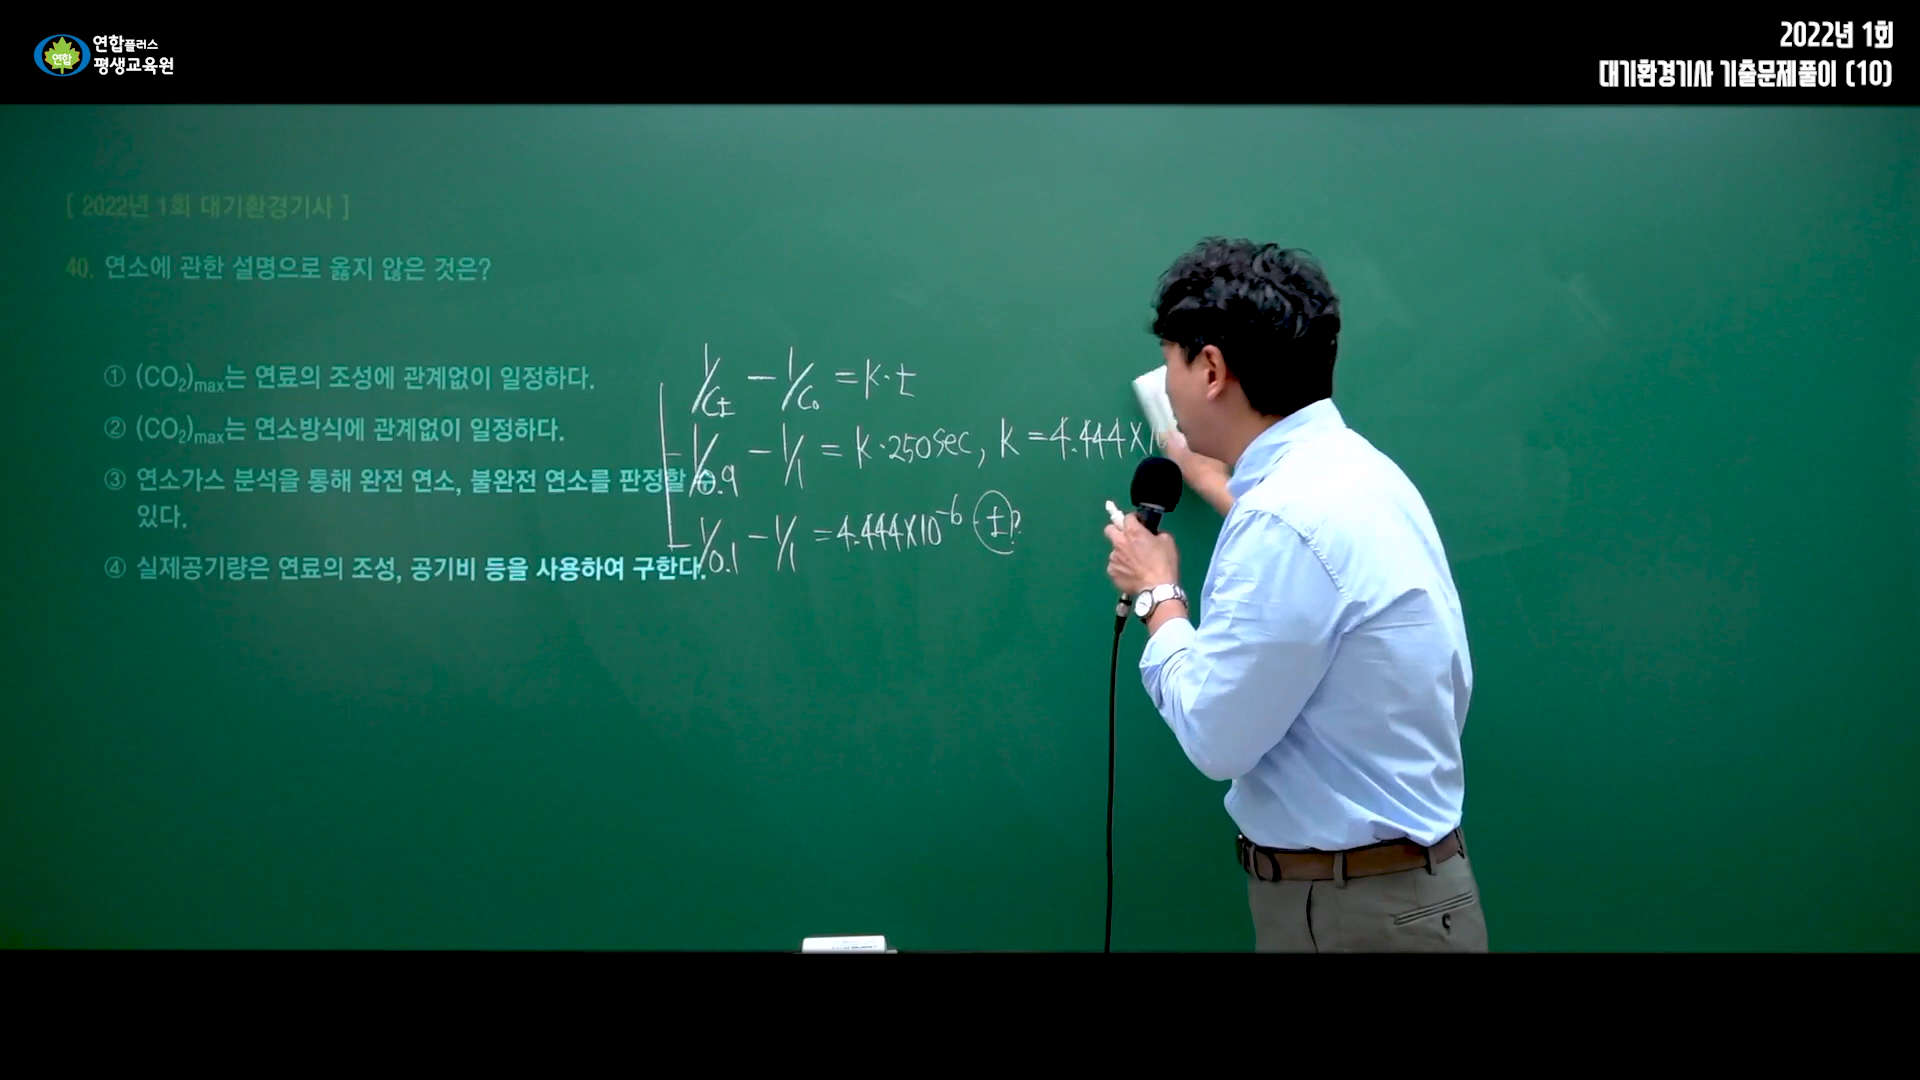 연합플러스
평생교육원
연합
2022년 1회
대기환경기사 기출문제풀이 (10)
[ 2022년 1회 대기환경기사 ]
40. 연소에 관한 설명으로 옳지 않은 것은?
① (CO₂)max는 연료의 조성에 관계없이 일정하다.
② (CO₂)max는 연소방식에 관계없이 일정하다.
③ 연소가스 분석을 통해 완전 연소, 불완전 연소를 판정할 수
있다.
④ 실제공기량은 연료의 조성, 공기비 등을 사용하여 구한다.
1/Ct - 1/C₀ = k·t
1/0.9 - 1/1 = k·250sec, k = 4.444×10
1/0.1 - 1/1 = 4.444×10⁻⁶ · t?